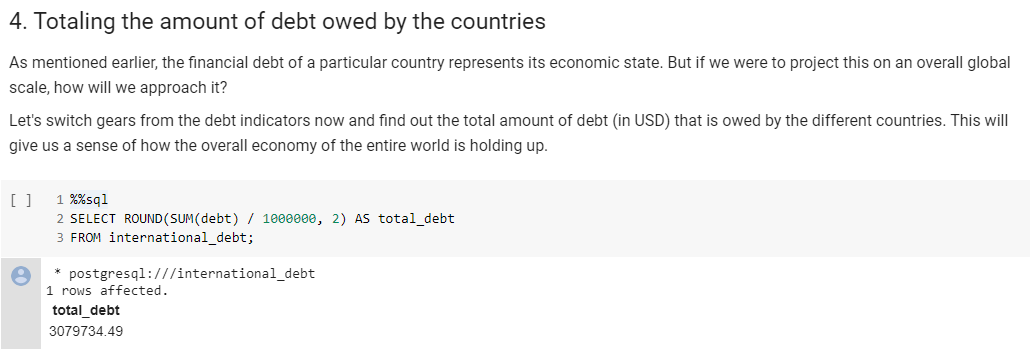 4. Totaling the amount of debt owed by the countries
As mentioned earlier, the financial debt of a particular country represents its economic state. But if we were to project this on an overall global
scale, how will we approach it?
Let's switch gears from the debt indicators now and find out the total amount of debt (in USD) that is owed by the different countries. This will
give us a sense of how the overall economy of the entire world is holding up.
[ ] 1 %%sql
2 SELECT ROUND(SUM(debt) / 1000000, 2) AS total_debt
3 FROM international_debt;
* postgresql:///international_debt
1 rows affected.
total_debt
3079734.49